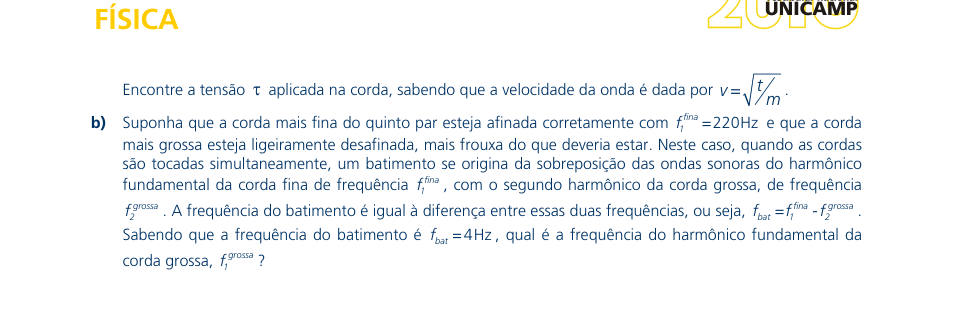 FÍSICA
2016
UNICAMP
Encontre a tensão τ aplicada na corda, sabendo que a velocidade da onda é dada por v=√t/m .
b) Suponha que a corda mais fina do quinto par esteja afinada corretamente com f₁ᶠⁱⁿᵃ=220Hz e que a corda
mais grossa esteja ligeiramente desafinada, mais frouxa do que deveria estar. Neste caso, quando as cordas
são tocadas simultaneamente, um batimento se origina da sobreposição das ondas sonoras do harmônico
fundamental da corda fina de frequência f₁ᶠⁱⁿᵃ, com o segundo harmônico da corda grossa, de frequência
f₂ᵍʳᵒˢˢᵃ. A frequência do batimento é igual à diferença entre essas duas frequências, ou seja, f_bat=f₁ᶠⁱⁿᵃ-f₂ᵍʳᵒˢˢᵃ.
Sabendo que a frequência do batimento é f_bat=4Hz, qual é a frequência do harmônico fundamental da
corda grossa, f₁ᵍʳᵒˢˢᵃ ?